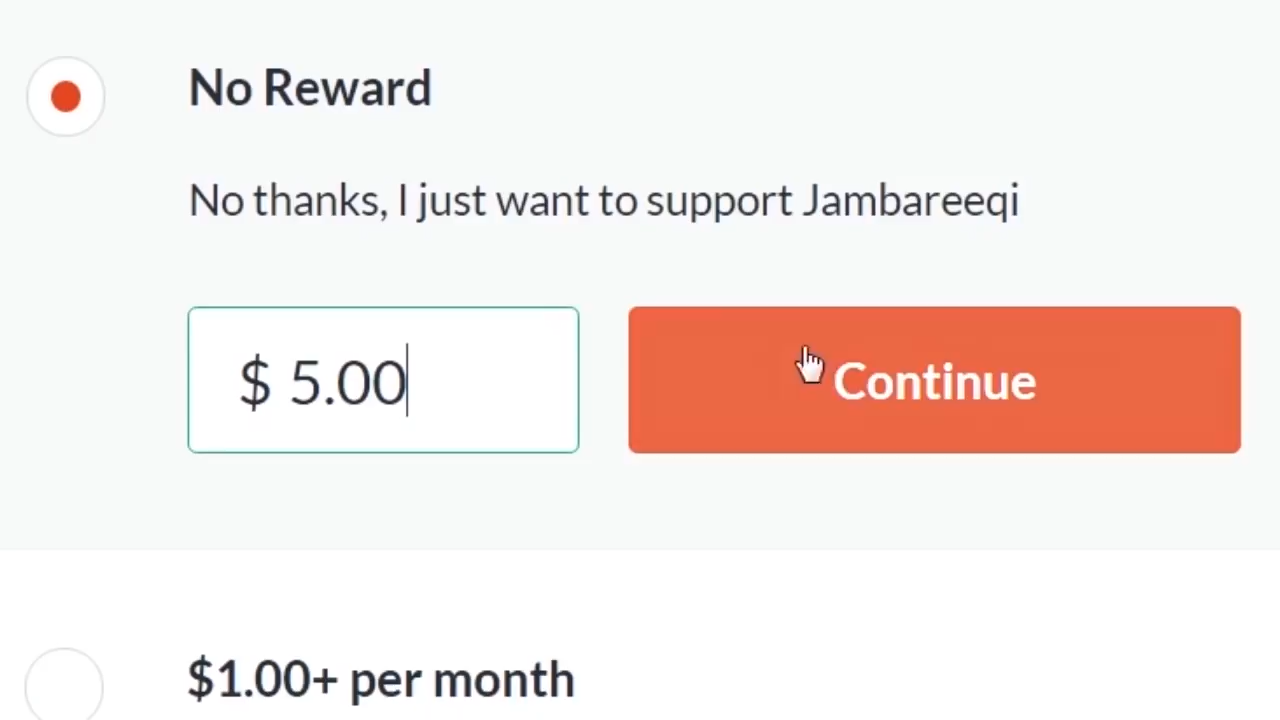 No Reward
No thanks, I just want to support Jambareeqi
$ 5.00
Continue
$1.00+ per month